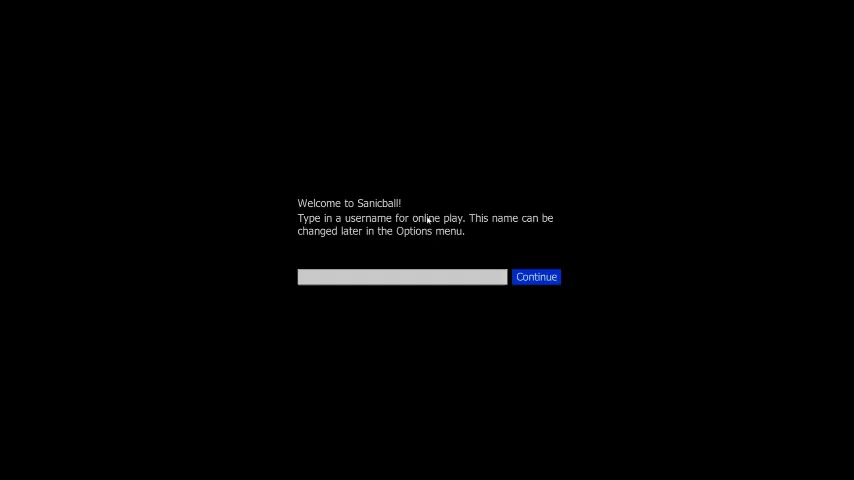 Welcome to Sanicball!
Type in a username for online play. This name can be
changed later in the Options menu.
Continue